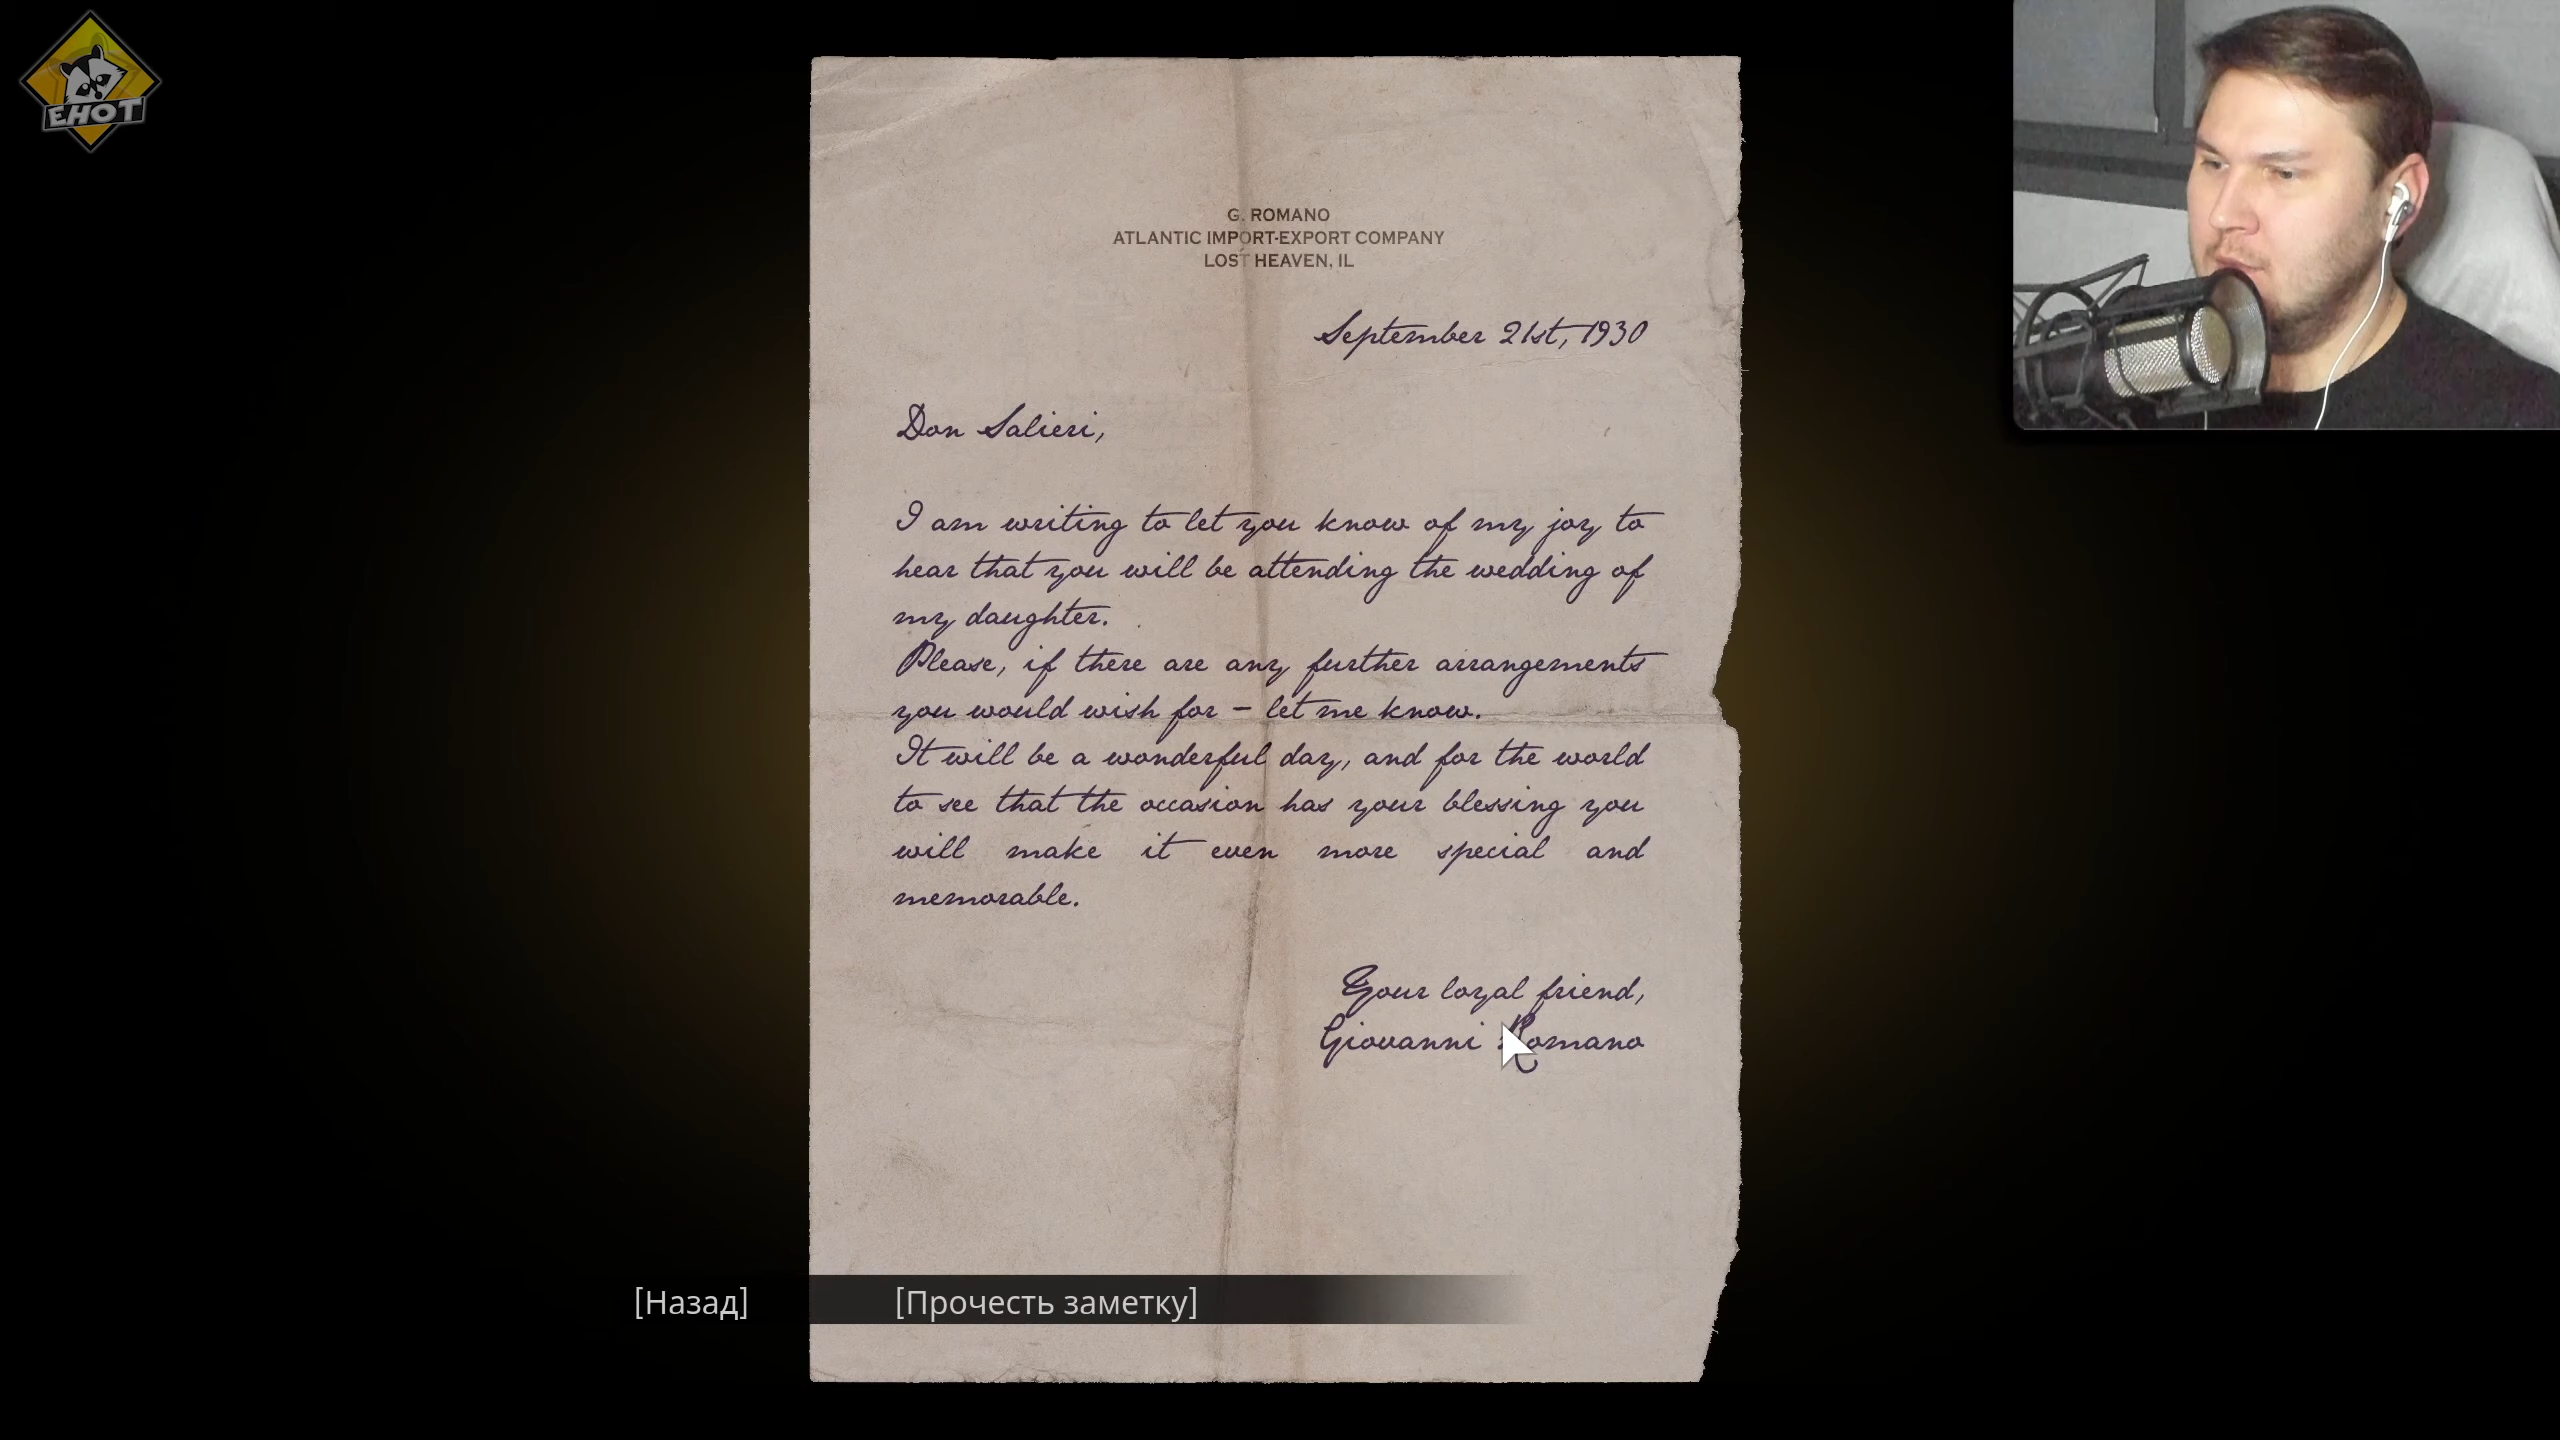 EHOT
G. ROMANO
ATLANTIC IMPORT-EXPORT COMPANY
LOST HEAVEN, IL
September 21st, 1930
Don Salieri,
I am writing to let you know of my joy to
hear that you will be attending the wedding of
my daughter.
Please, if there are any further arrangements
you would wish for – let me know.
It will be a wonderful day, and for the world
to see that the occasion has your blessing you
will make it even more special and
memorable.
Your loyal friend,
Giovanni Romano
[Назад] [Прочесть заметку]